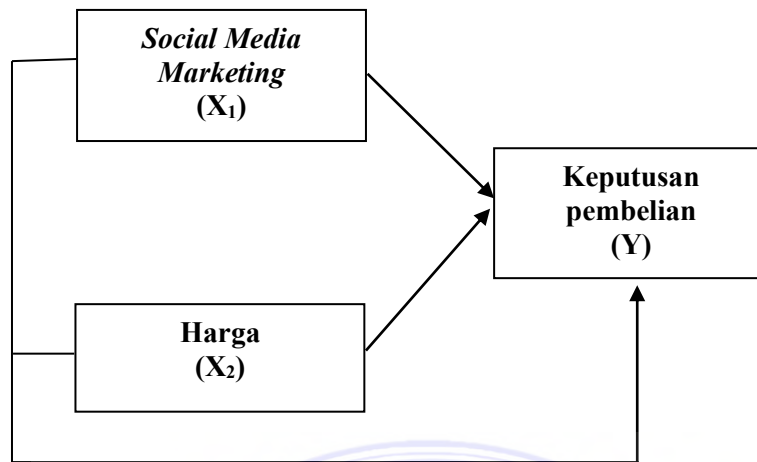 Social Media
Marketing
(X₁)
Keputusan
pembelian
(Y)
Harga
(X₂)